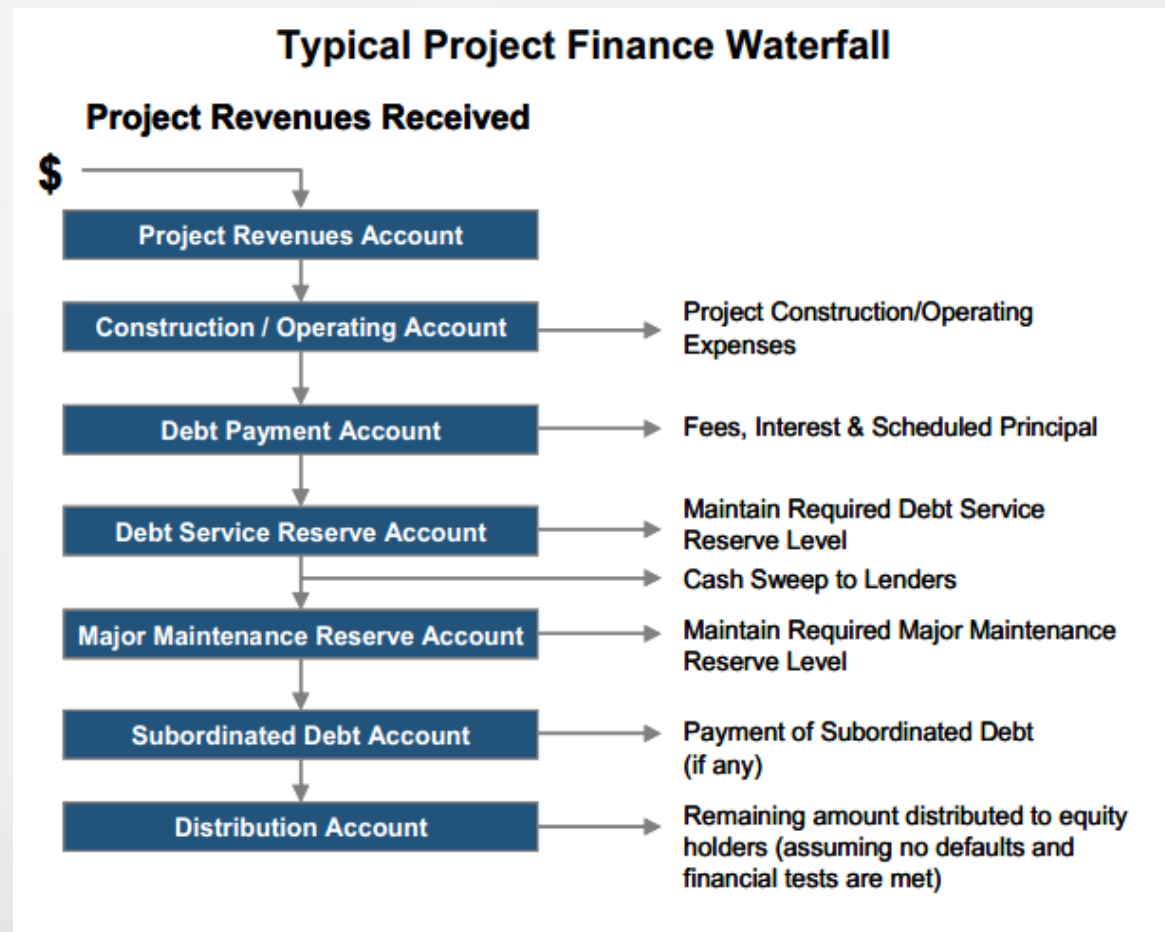 Typical Project Finance Waterfall
Project Revenues Received
$
Project Revenues Account
Construction / Operating Account
Project Construction/Operating
Expenses
Debt Payment Account
Fees, Interest & Scheduled Principal
Debt Service Reserve Account
Maintain Required Debt Service
Reserve Level
Cash Sweep to Lenders
Major Maintenance Reserve Account
Maintain Required Major Maintenance
Reserve Level
Subordinated Debt Account
Payment of Subordinated Debt
(if any)
Distribution Account
Remaining amount distributed to equity
holders (assuming no defaults and
financial tests are met)